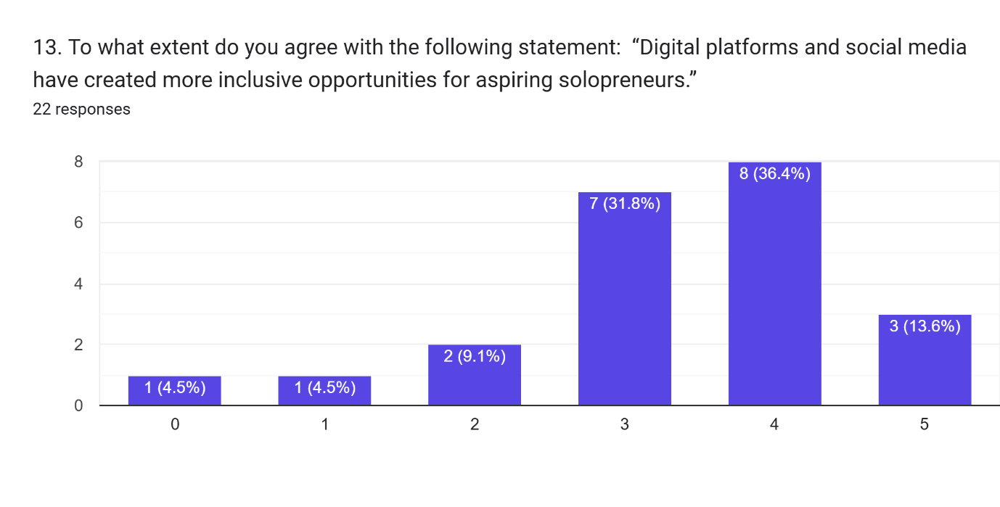 13. To what extent do you agree with the following statement:  “Digital platforms and social media
have created more inclusive opportunities for aspiring solopreneurs.”
22 responses
8
6
4
2
0
1 (4.5%)
1 (4.5%)
2 (9.1%)
7 (31.8%)
8 (36.4%)
3 (13.6%)
0 1 2 3 4 5